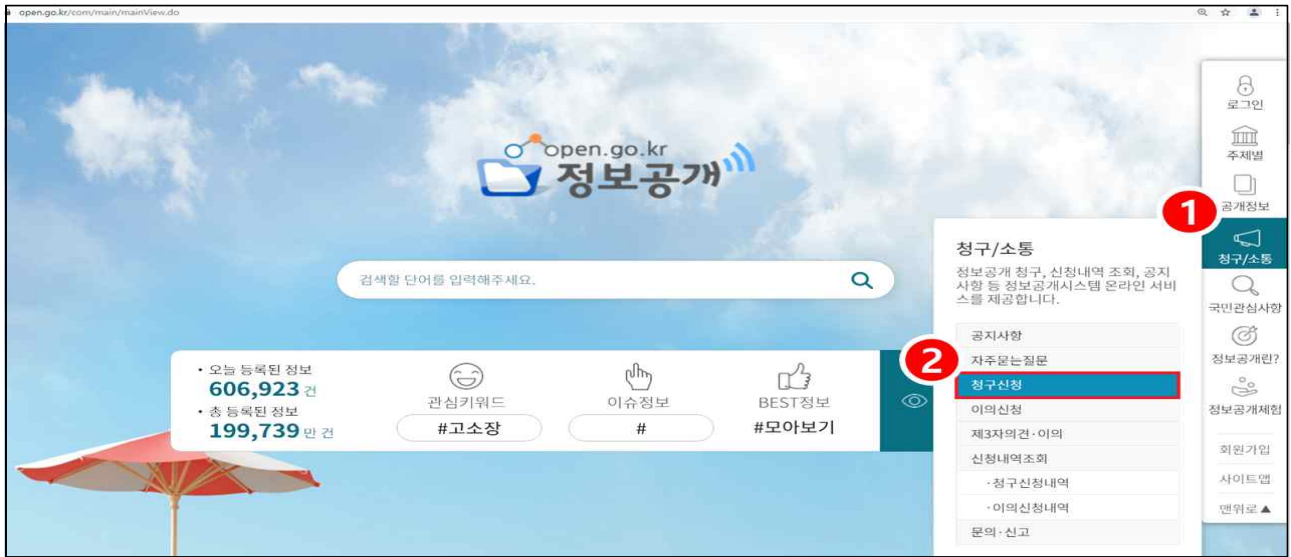 open.go.kr/com/main/mainView.do
로그인
주제별
공개정보
1
청구/소통
국민관심사항
정보공개란?
정보공개체험
회원가입
사이트맵
맨위로▲
open.go.kr
정보공개
검색할 단어를 입력해주세요.
• 오늘 등록된 정보
606,923 건
• 총 등록된 정보
199,739 만 건
관심키워드
#고소장
이슈정보
#
BEST정보
#모아보기
청구/소통
정보공개 청구, 신청내역 조회, 공지
사항 등 정보공개시스템 온라인 서비
스를 제공합니다.
공지사항
자주묻는질문
2
청구신청
이의신청
제3자의견·이의
신청내역조회
·청구신청내역
·이의신청내역
문의·신고